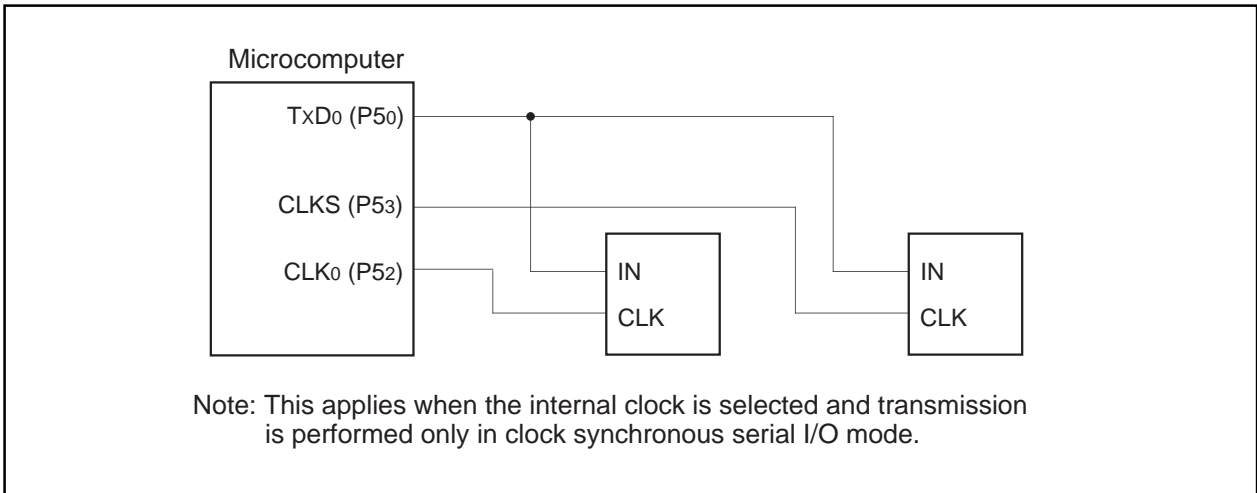 Microcomputer
TxD0 (P50)
CLKS (P53)
CLK0 (P52)
IN
CLK
IN
CLK
Note: This applies when the internal clock is selected and transmission
is performed only in clock synchronous serial I/O mode.